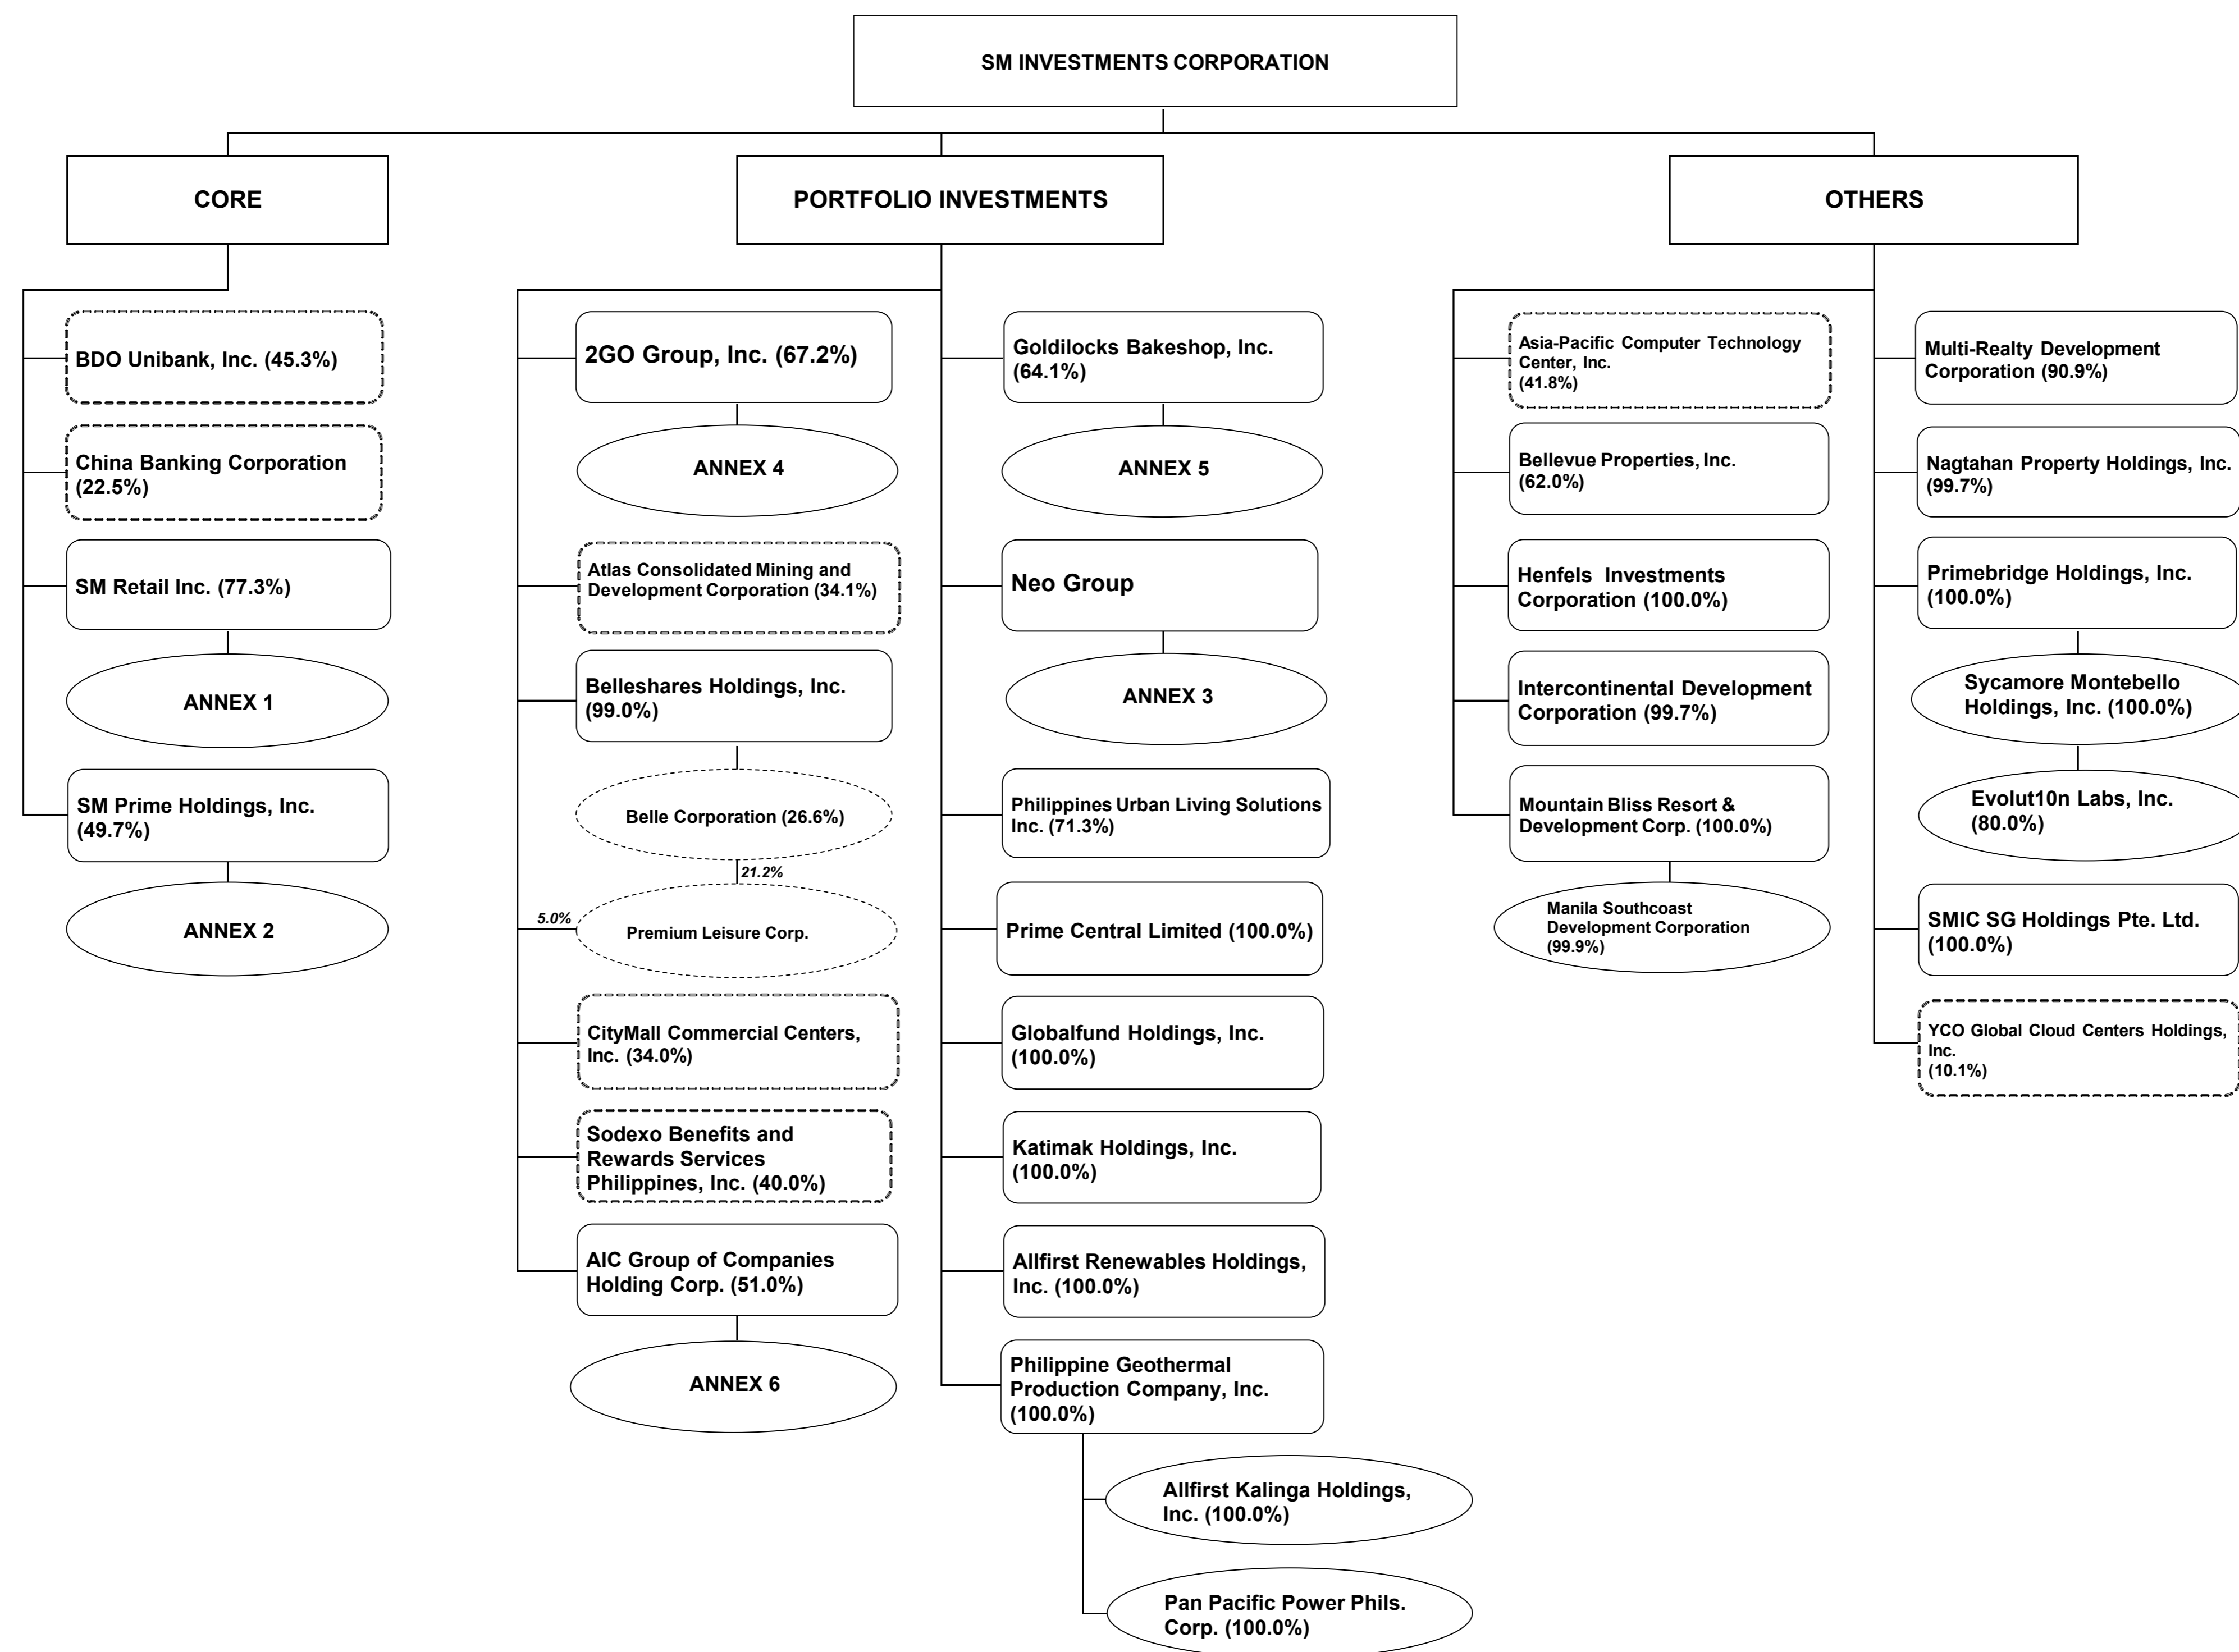 SM INVESTMENTS CORPORATION
CORE
PORTFOLIO INVESTMENTS
OTHERS
BDO Unibank, Inc. (45.3%)
China Banking Corporation
(22.5%)
SM Retail Inc. (77.3%)
ANNEX 1
SM Prime Holdings, Inc.
(49.7%)
ANNEX 2
2GO Group, Inc. (67.2%)
ANNEX 4
Atlas Consolidated Mining and
Development Corporation (34.1%)
Belleshares Holdings, Inc.
(99.0%)
Belle Corporation (26.6%)
21.2%
5.0%
Premium Leisure Corp.
CityMall Commercial Centers,
Inc. (34.0%)
Sodexo Benefits and
Rewards Services
Philippines, Inc. (40.0%)
AIC Group of Companies
Holding Corp. (51.0%)
ANNEX 6
Goldilocks Bakeshop, Inc.
(64.1%)
ANNEX 5
Neo Group
ANNEX 3
Philippines Urban Living Solutions
Inc. (71.3%)
Prime Central Limited (100.0%)
Globalfund Holdings, Inc.
(100.0%)
Katimak Holdings, Inc.
(100.0%)
Allfirst Renewables Holdings,
Inc. (100.0%)
Philippine Geothermal
Production Company, Inc.
(100.0%)
Allfirst Kalinga Holdings,
Inc. (100.0%)
Pan Pacific Power Phils.
Corp. (100.0%)
Asia-Pacific Computer Technology
Center, Inc.
(41.8%)
Bellevue Properties, Inc.
(62.0%)
Henfels Investments
Corporation (100.0%)
Intercontinental Development
Corporation (99.7%)
Mountain Bliss Resort &
Development Corp. (100.0%)
Manila Southcoast
Development Corporation
(99.9%)
Multi-Realty Development
Corporation (90.9%)
Nagtahan Property Holdings, Inc.
(99.7%)
Primebridge Holdings, Inc.
(100.0%)
Sycamore Montebello
Holdings, Inc. (100.0%)
Evolut10n Labs, Inc.
(80.0%)
SMIC SG Holdings Pte. Ltd.
(100.0%)
YCO Global Cloud Centers Holdings,
Inc.
(10.1%)